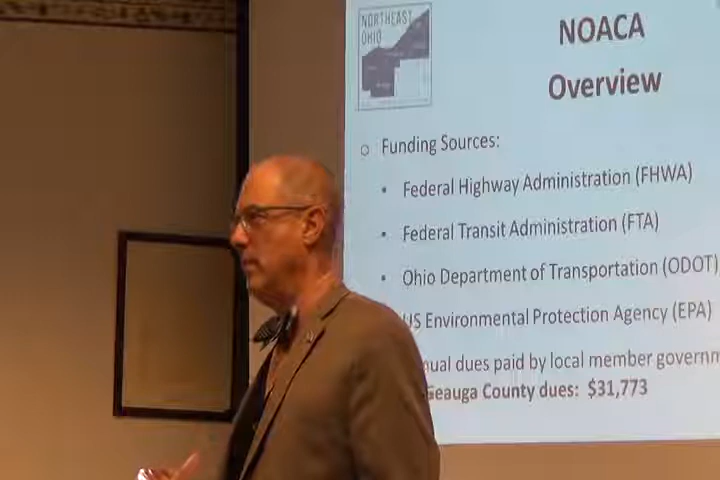 NORTHEAST
OHIO
NOACA
Overview
Funding Sources:
Federal Highway Administration (FHWA)
Federal Transit Administration (FTA)
Ohio Department of Transportation (ODOT)
US Environmental Protection Agency (EPA)
ual dues paid by local member governm
Geauga County dues: $31,773